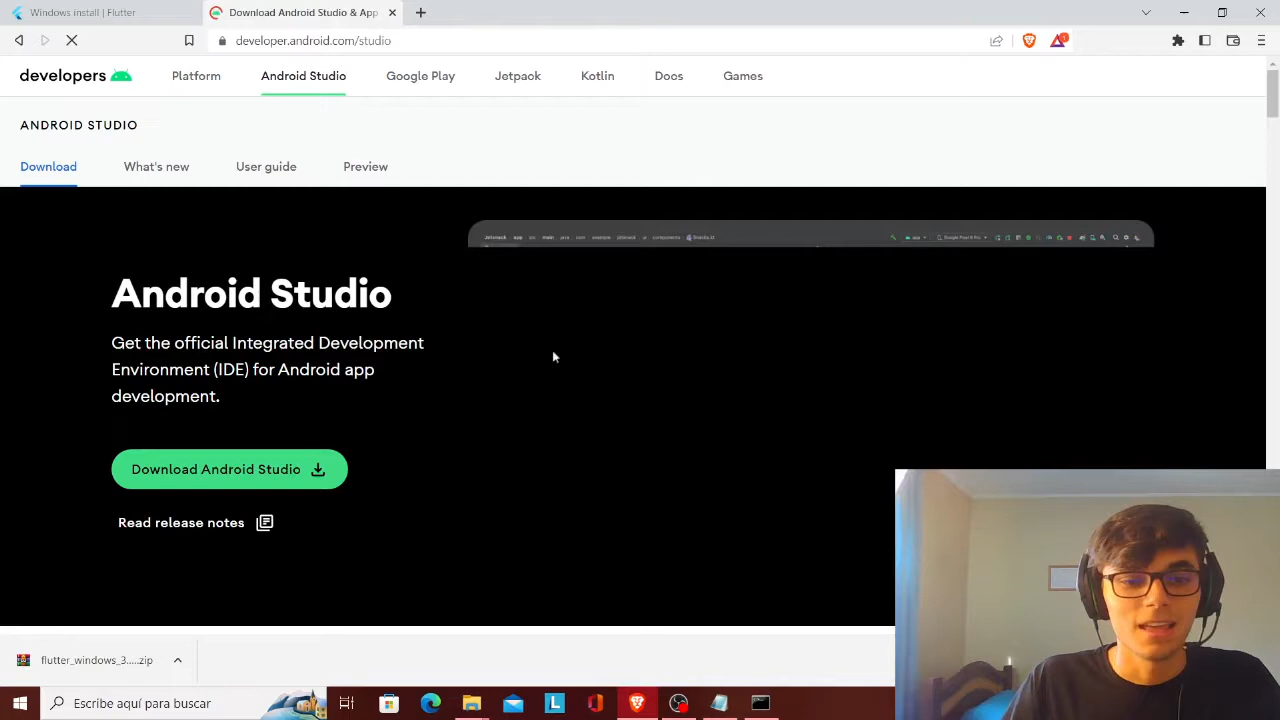 Windows install | Flutter
Download Android Studio & App
developer.android.com/studio
developers
Platform
Android Studio
Google Play
Jetpack
Kotlin
Docs
Games
ANDROID STUDIO
Download
What's new
User guide
Preview
Android Studio
Get the official Integrated Development
Environment (IDE) for Android app
development.
Download Android Studio
Read release notes
flutter_windows_3....zip
Escribe aquí para buscar